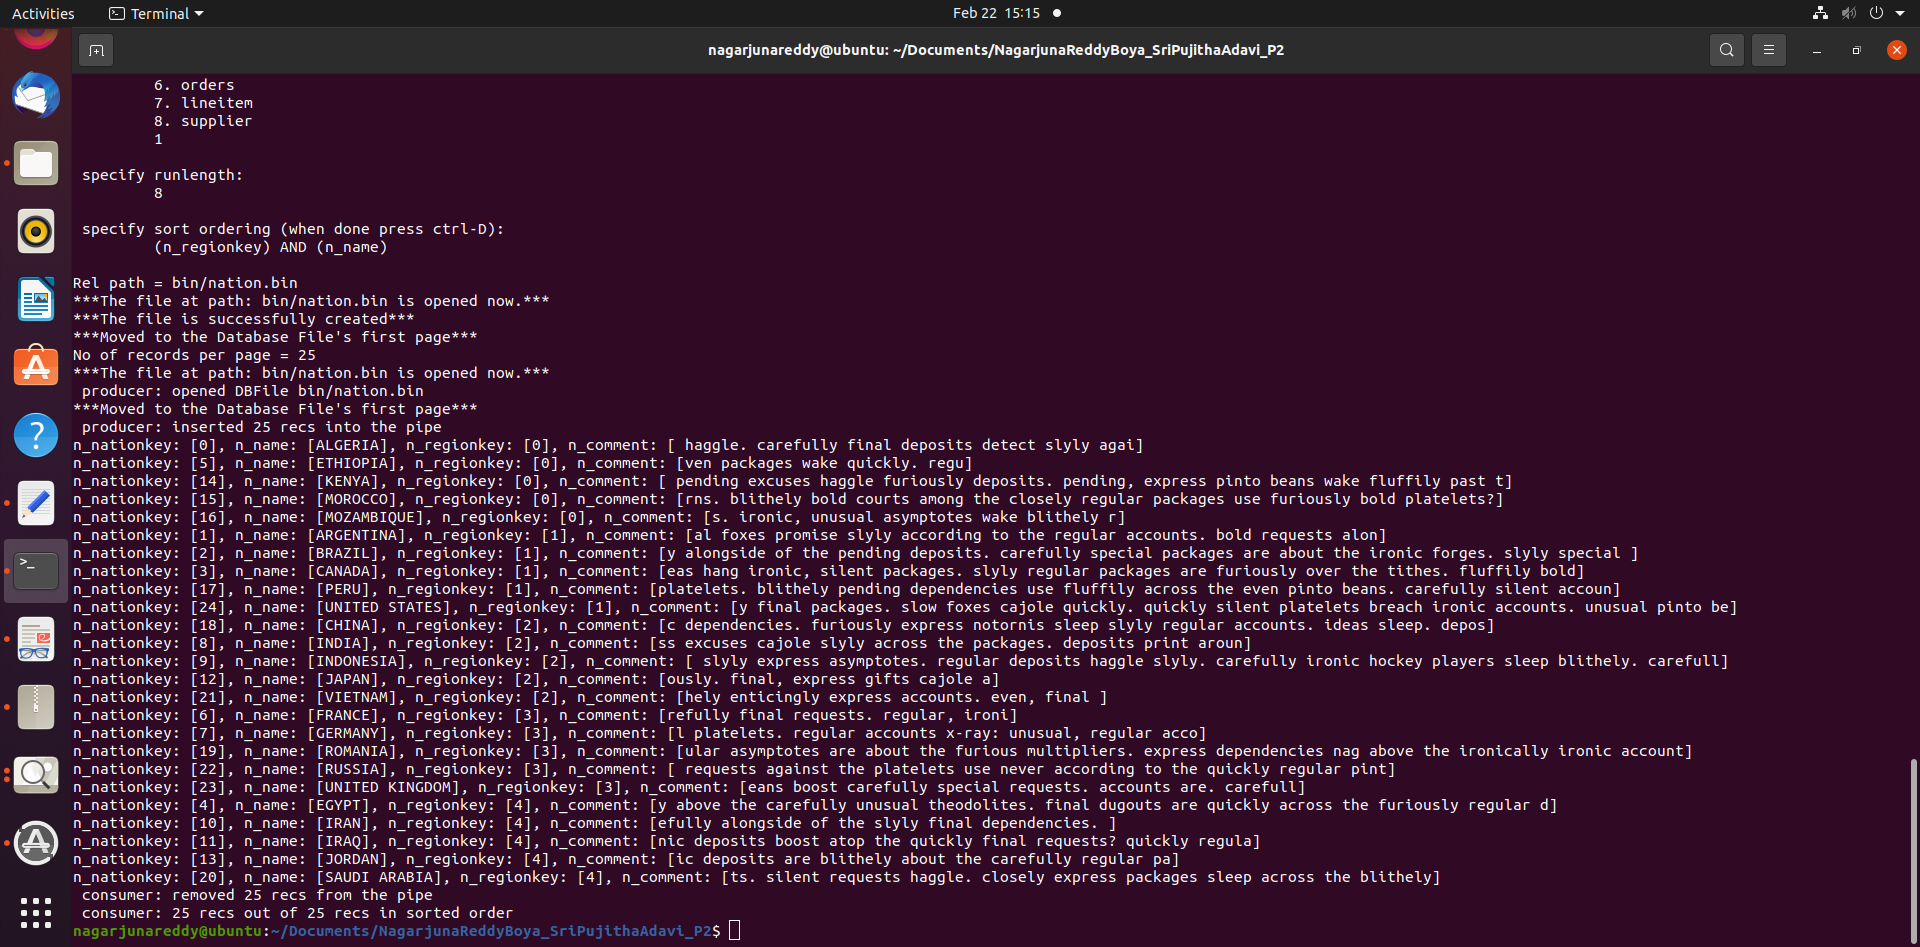 Activities
Terminal
Feb 22 15:15
nagarjunareddy@ubuntu: ~/Documents/NagarjunaReddyBoya_SriPujithaAdavi_P2
6. orders
7. lineitem
8. supplier
1
specify runlength:
8
specify sort ordering (when done press ctrl-D):
(n_regionkey) AND (n_name)
Rel path = bin/nation.bin
***The file at path: bin/nation.bin is opened now.***
***The file is successfully created***
***Moved to the Database File's first page***
No of records per page = 25
***The file at path: bin/nation.bin is opened now.***
producer: opened DBFile bin/nation.bin
***Moved to the Database File's first page***
producer: inserted 25 recs into the pipe
n_nationkey: [0], n_name: [ALGERIA], n_regionkey: [0], n_comment: [ haggle. carefully final deposits detect slyly agai]
n_nationkey: [5], n_name: [ETHIOPIA], n_regionkey: [0], n_comment: [ven packages wake quickly. regu]
n_nationkey: [14], n_name: [KENYA], n_regionkey: [0], n_comment: [ pending excuses haggle furiously deposits. pending, express pinto beans wake fluffily past t]
n_nationkey: [15], n_name: [MOROCCO], n_regionkey: [0], n_comment: [rns. blithely bold courts among the closely regular packages use furiously bold platelets?]
n_nationkey: [16], n_name: [MOZAMBIQUE], n_regionkey: [0], n_comment: [s. ironic, unusual asymptotes wake blithely r]
n_nationkey: [1], n_name: [ARGENTINA], n_regionkey: [1], n_comment: [al foxes promise slyly according to the regular accounts. bold requests alon]
n_nationkey: [2], n_name: [BRAZIL], n_regionkey: [1], n_comment: [y alongside of the pending deposits. carefully special packages are about the ironic forges. slyly special ]
n_nationkey: [3], n_name: [CANADA], n_regionkey: [1], n_comment: [eas hang ironic, silent packages. slyly regular packages are furiously over the tithes. fluffily bold]
n_nationkey: [17], n_name: [PERU], n_regionkey: [1], n_comment: [platelets. blithely pending dependencies use fluffily across the even pinto beans. carefully silent accoun]
n_nationkey: [24], n_name: [UNITED STATES], n_regionkey: [1], n_comment: [y final packages. slow foxes cajole quickly. quickly silent platelets breach ironic accounts. unusual pinto be]
n_nationkey: [18], n_name: [CHINA], n_regionkey: [2], n_comment: [c dependencies. furiously express notornis sleep slyly regular accounts. ideas sleep. depos]
n_nationkey: [8], n_name: [INDIA], n_regionkey: [2], n_comment: [ss excuses cajole slyly across the packages. deposits print aroun]
n_nationkey: [9], n_name: [INDONESIA], n_regionkey: [2], n_comment: [ slyly express asymptotes. regular deposits haggle slyly. carefully ironic hockey players sleep blithely. carefull]
n_nationkey: [12], n_name: [JAPAN], n_regionkey: [2], n_comment: [ously. final, express gifts cajole a]
n_nationkey: [21], n_name: [VIETNAM], n_regionkey: [2], n_comment: [hely enticingly express accounts. even, final ]
n_nationkey: [6], n_name: [FRANCE], n_regionkey: [3], n_comment: [refully final requests. regular, ironi]
n_nationkey: [7], n_name: [GERMANY], n_regionkey: [3], n_comment: [l platelets. regular accounts x-ray: unusual, regular acco]
n_nationkey: [19], n_name: [ROMANIA], n_regionkey: [3], n_comment: [ular asymptotes are about the furious multipliers. express dependencies nag above the ironically ironic account]
n_nationkey: [22], n_name: [RUSSIA], n_regionkey: [3], n_comment: [ requests against the platelets use never according to the quickly regular pint]
n_nationkey: [23], n_name: [UNITED KINGDOM], n_regionkey: [3], n_comment: [eans boost carefully special requests. accounts are. carefull]
n_nationkey: [4], n_name: [EGYPT], n_regionkey: [4], n_comment: [y above the carefully unusual theodolites. final dugouts are quickly across the furiously regular d]
n_nationkey: [10], n_name: [IRAN], n_regionkey: [4], n_comment: [efully alongside of the slyly final dependencies. ]
n_nationkey: [11], n_name: [IRAQ], n_regionkey: [4], n_comment: [nic deposits boost atop the quickly final requests? quickly regula]
n_nationkey: [13], n_name: [JORDAN], n_regionkey: [4], n_comment: [ic deposits are blithely about the carefully regular pa]
n_nationkey: [20], n_name: [SAUDI ARABIA], n_regionkey: [4], n_comment: [ts. silent requests haggle. closely express packages sleep across the blithely]
consumer: removed 25 recs from the pipe
consumer: 25 recs out of 25 recs in sorted order
nagarjunareddy@ubuntu:~/Documents/NagarjunaReddyBoya_SriPujithaAdavi_P2$